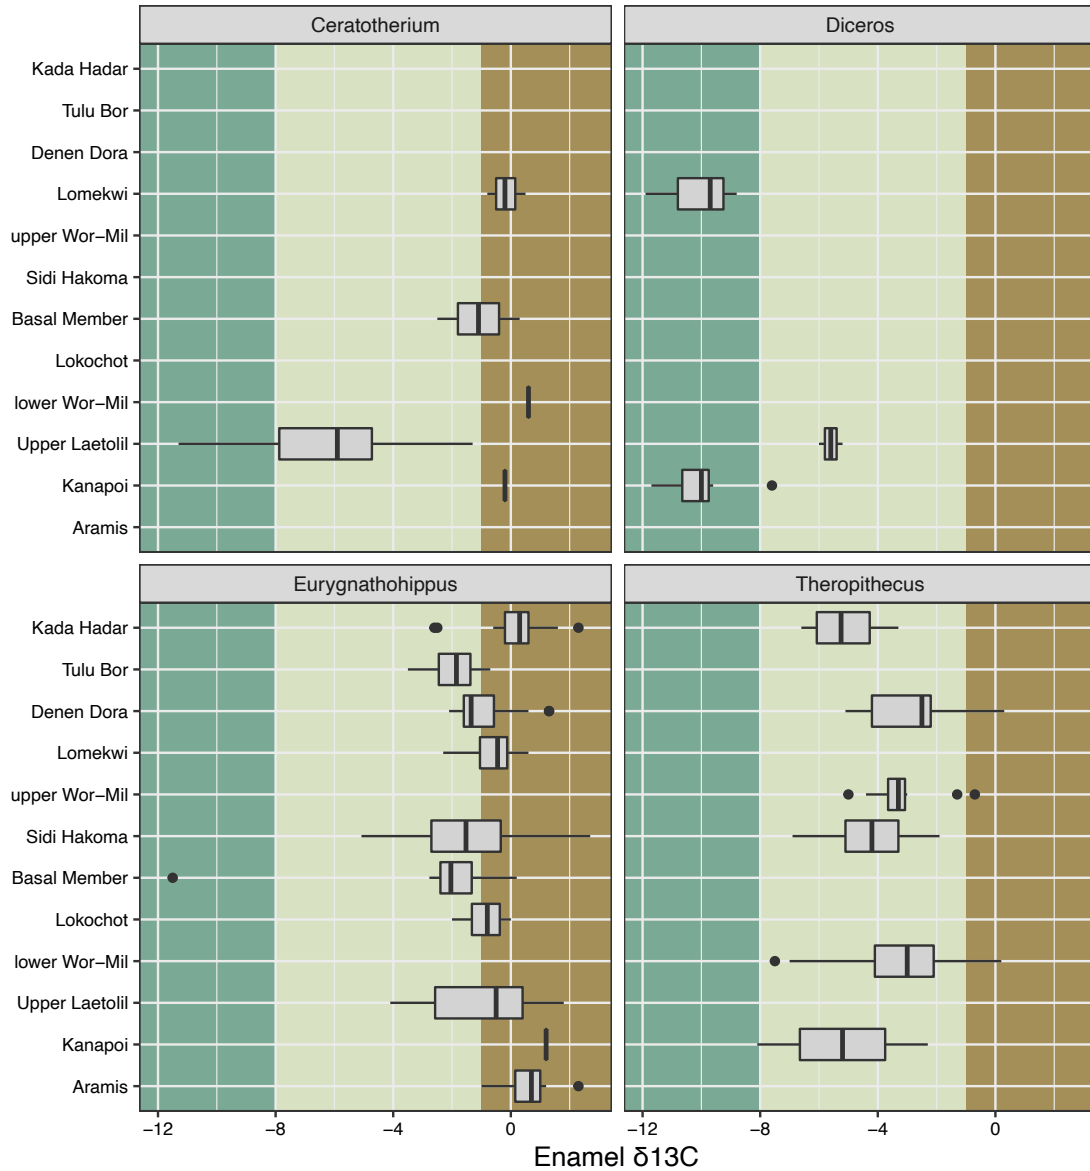 Ceratotherium
Diceros
Kada Hadar
Tulu Bor
Denen Dora
Lomekwi
upper Wor−Mil
Sidi Hakoma
Basal Member
Lokochot
lower Wor−Mil
Upper Laetolil
Kanapoi
Aramis
Eurygnathohippus
Theropithecus
Kada Hadar
Tulu Bor
Denen Dora
Lomekwi
upper Wor−Mil
Sidi Hakoma
Basal Member
Lokochot
lower Wor−Mil
Upper Laetolil
Kanapoi
Aramis
−12 −8 −4 0 −12 −8 −4 0
Enamel δ13C